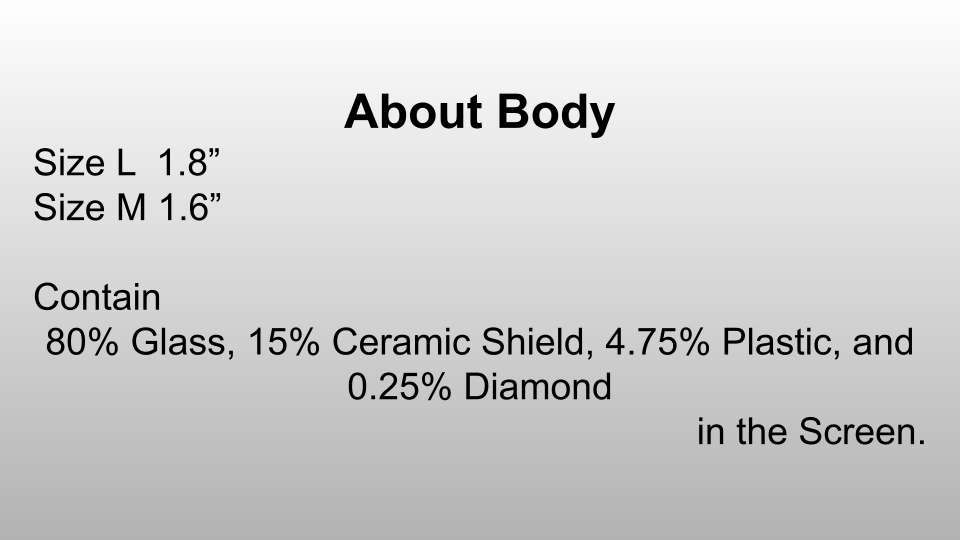 About Body
Size L  1.8”
Size M 1.6”
Contain
80% Glass, 15% Ceramic Shield, 4.75% Plastic, and
0.25% Diamond
in the Screen.